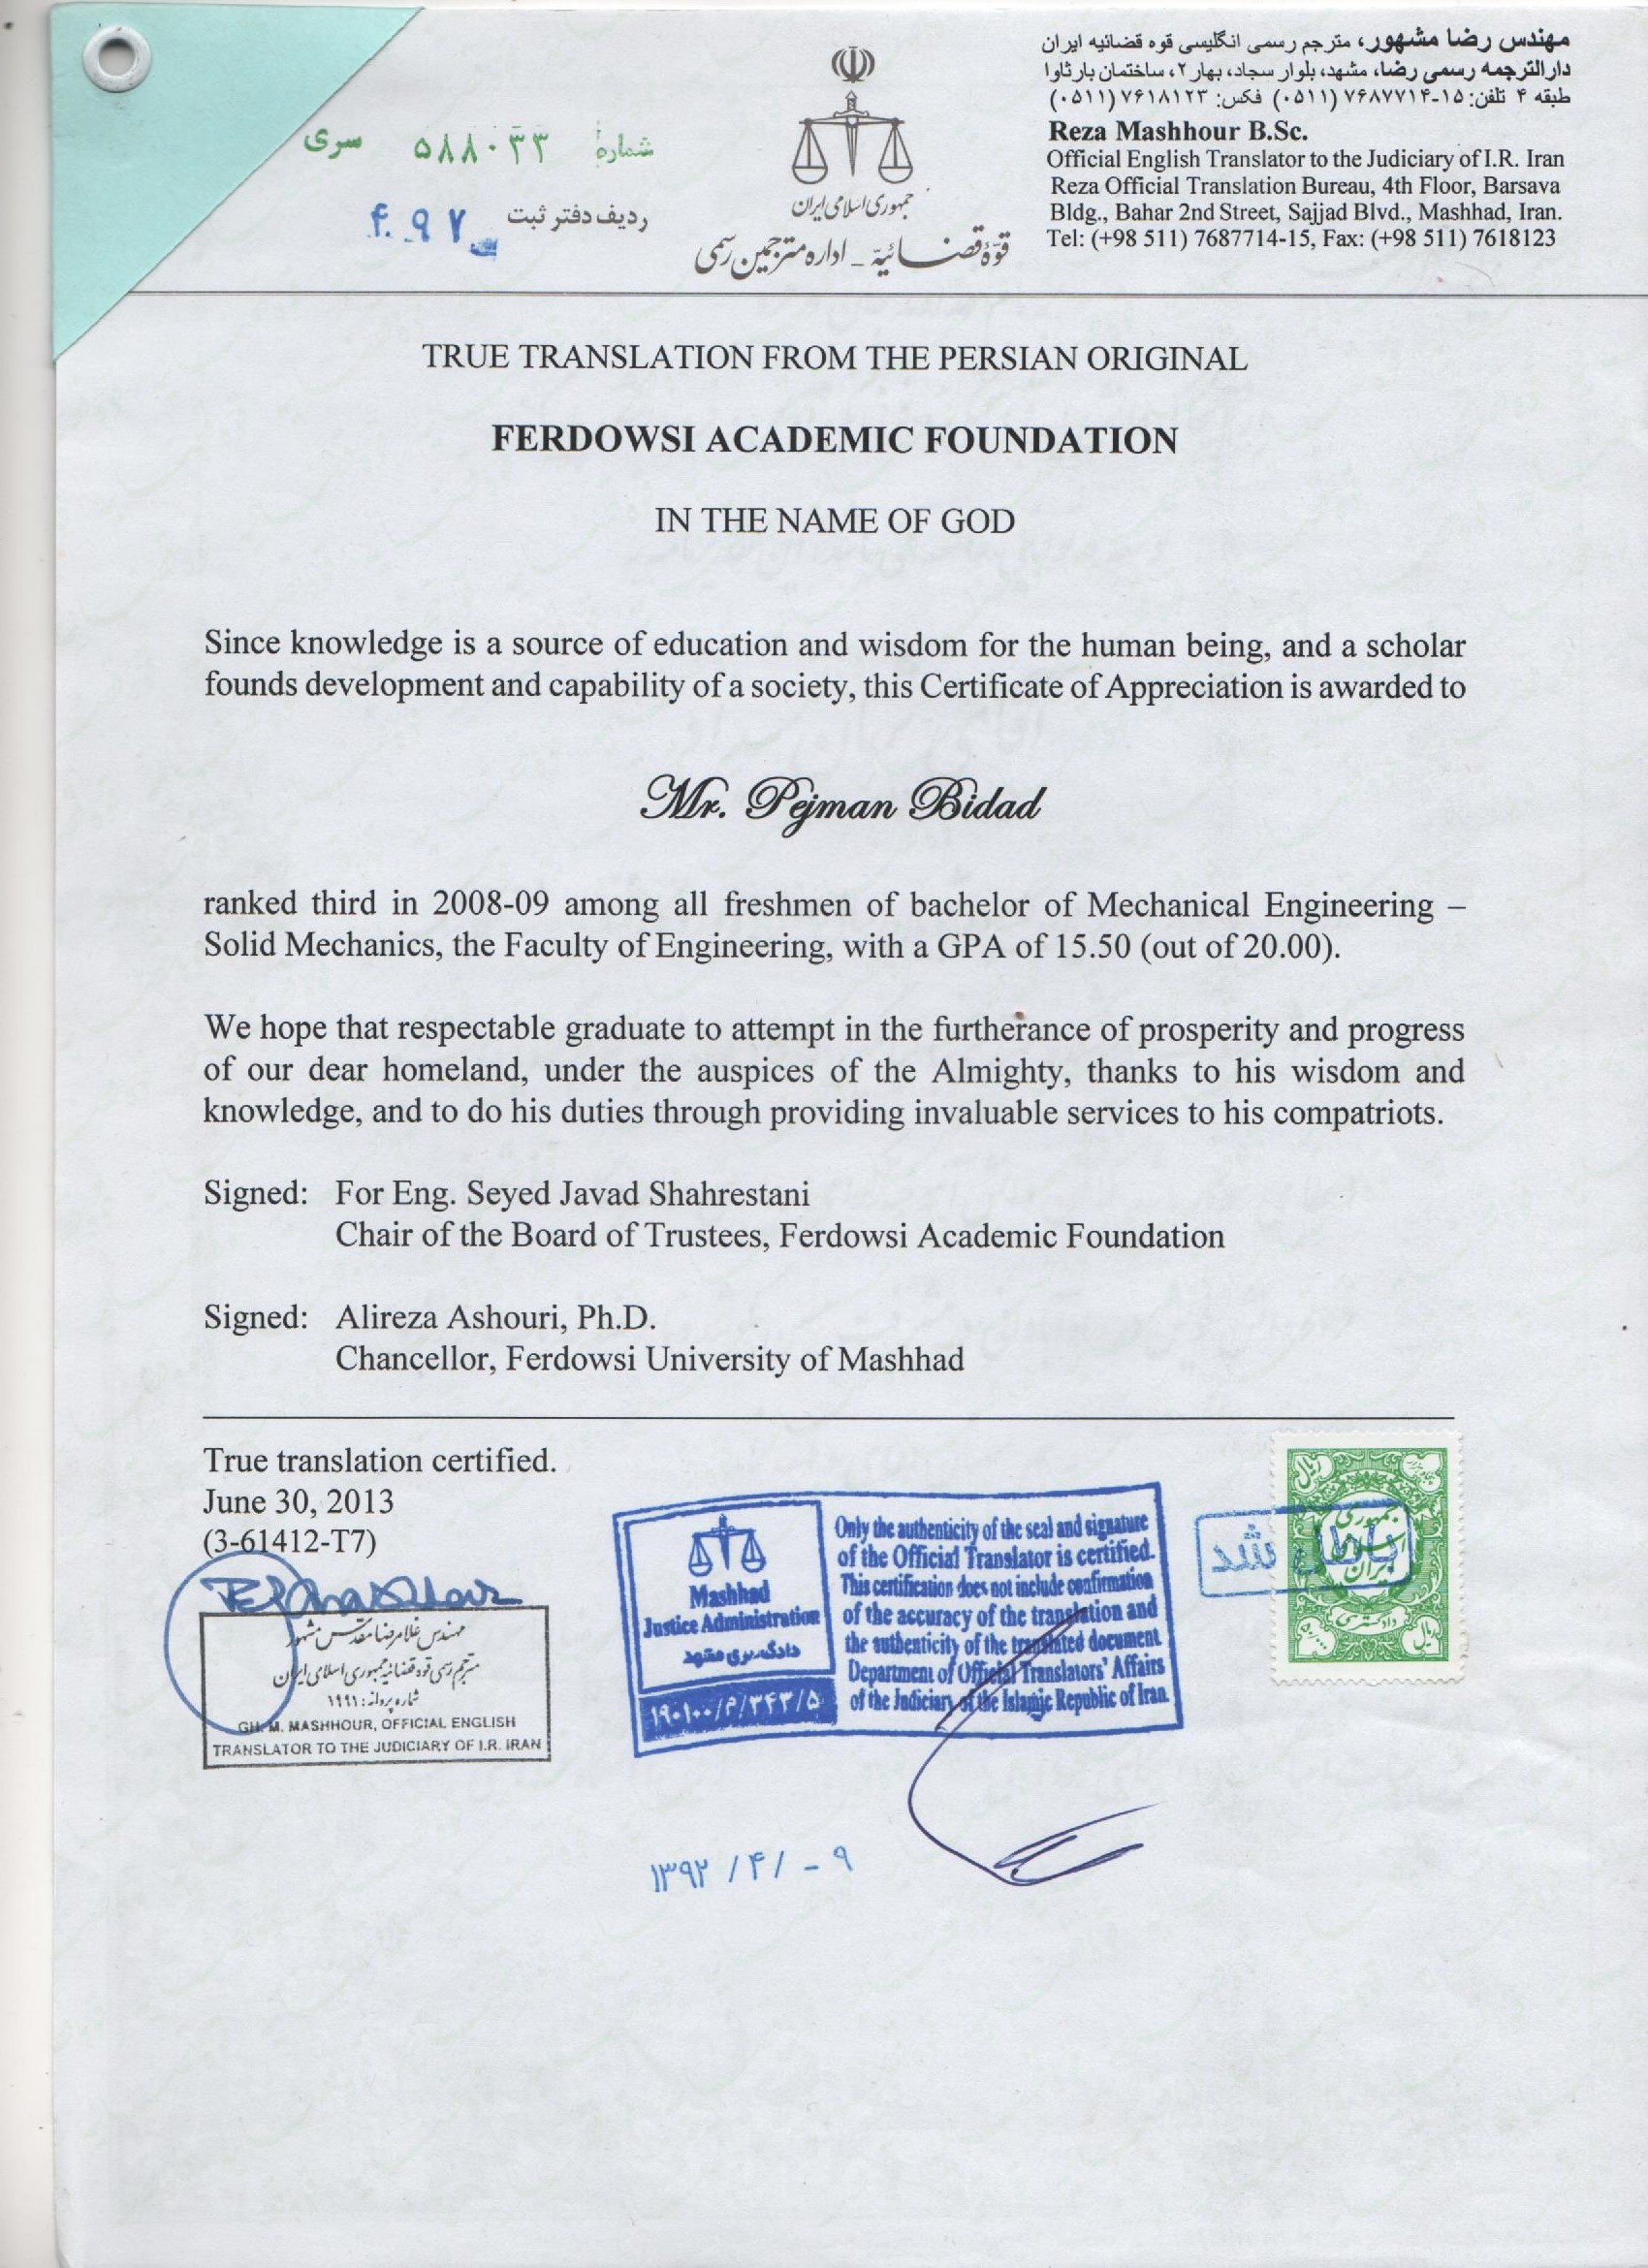 مهندس رضا مشهور، مترجم رسمی انگلیسی قوه قضائیه ایران
دارالترجمه رسمی رضا، مشهد، بلوار سجاد، بهار ۲، ساختمان بارثاوا
طبقه ۴ تلفن: ۱۵-۷۶۸۷۷۱۴ (۰۵۱۱) فکس: ۷۶۱۸۱۲۳ (۰۵۱۱)
Reza Mashhour B.Sc.
Official English Translator to the Judiciary of I.R. Iran
Reza Official Translation Bureau, 4th Floor, Barsava
Bldg., Bahar 2nd Street, Sajjad Blvd., Mashhad, Iran.
Tel: (+98 511) 7687714-15, Fax: (+98 511) 7618123
جمهوری اسلامی ایران
قوّهٔ قضائیّه - اداره مترجمین رسمی
شماره ۵۸۸۰۳۳ سری
ردیف دفتر ثبت
TRUE TRANSLATION FROM THE PERSIAN ORIGINAL
FERDOWSI ACADEMIC FOUNDATION
IN THE NAME OF GOD
Since knowledge is a source of education and wisdom for the human being, and a scholar
founds development and capability of a society, this Certificate of Appreciation is awarded to
Mr. Pejman Bidad
ranked third in 2008-09 among all freshmen of bachelor of Mechanical Engineering –
Solid Mechanics, the Faculty of Engineering, with a GPA of 15.50 (out of 20.00).
We hope that respectable graduate to attempt in the furtherance of prosperity and progress
of our dear homeland, under the auspices of the Almighty, thanks to his wisdom and
knowledge, and to do his duties through providing invaluable services to his compatriots.
Signed: For Eng. Seyed Javad Shahrestani
Chair of the Board of Trustees, Ferdowsi Academic Foundation
Signed: Alireza Ashouri, Ph.D.
Chancellor, Ferdowsi University of Mashhad
True translation certified.
June 30, 2013
(3-61412-T7)
مهندس غلامرضا مقدس مشهور
مترجم رسمی قوه قضائیه جمهوری اسلامی ایران
شماره پروانه: ۱۹۹۱
GH. M. MASHHOUR, OFFICIAL ENGLISH
TRANSLATOR TO THE JUDICIARY OF I.R. IRAN
Mashhad
Justice Administration
دادگستری مشهد
Only the authenticity of the seal and signature
of the Official Translator is certified.
This certification does not include confirmation
of the accuracy of the translation and
the authenticity of the translated document
Department of Official Translators' Affairs
of the Judiciary of the Islamic Republic of Iran
باطل شد
جمهوری
اسلامی
ایران
دادگستری
ریال
۱۳۹۲ / ۴ / - ۹